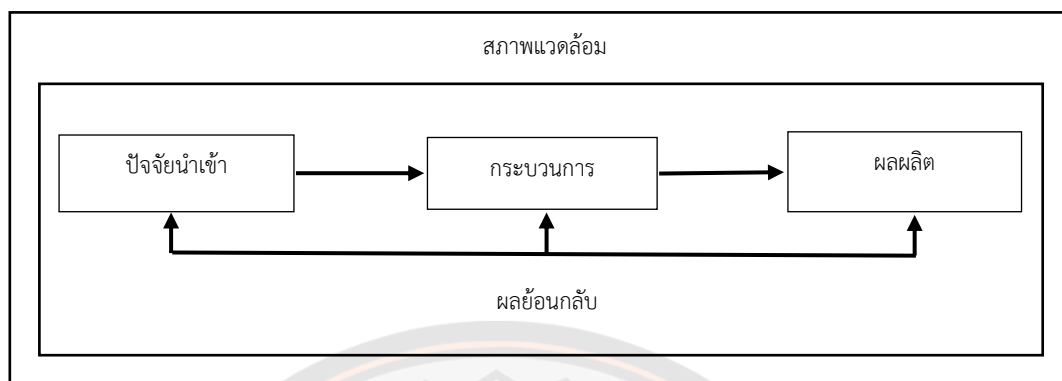 สภาพแวดล้อม
ปัจจัยนำเข้า
กระบวนการ
ผลผลิต
ผลย้อนกลับ